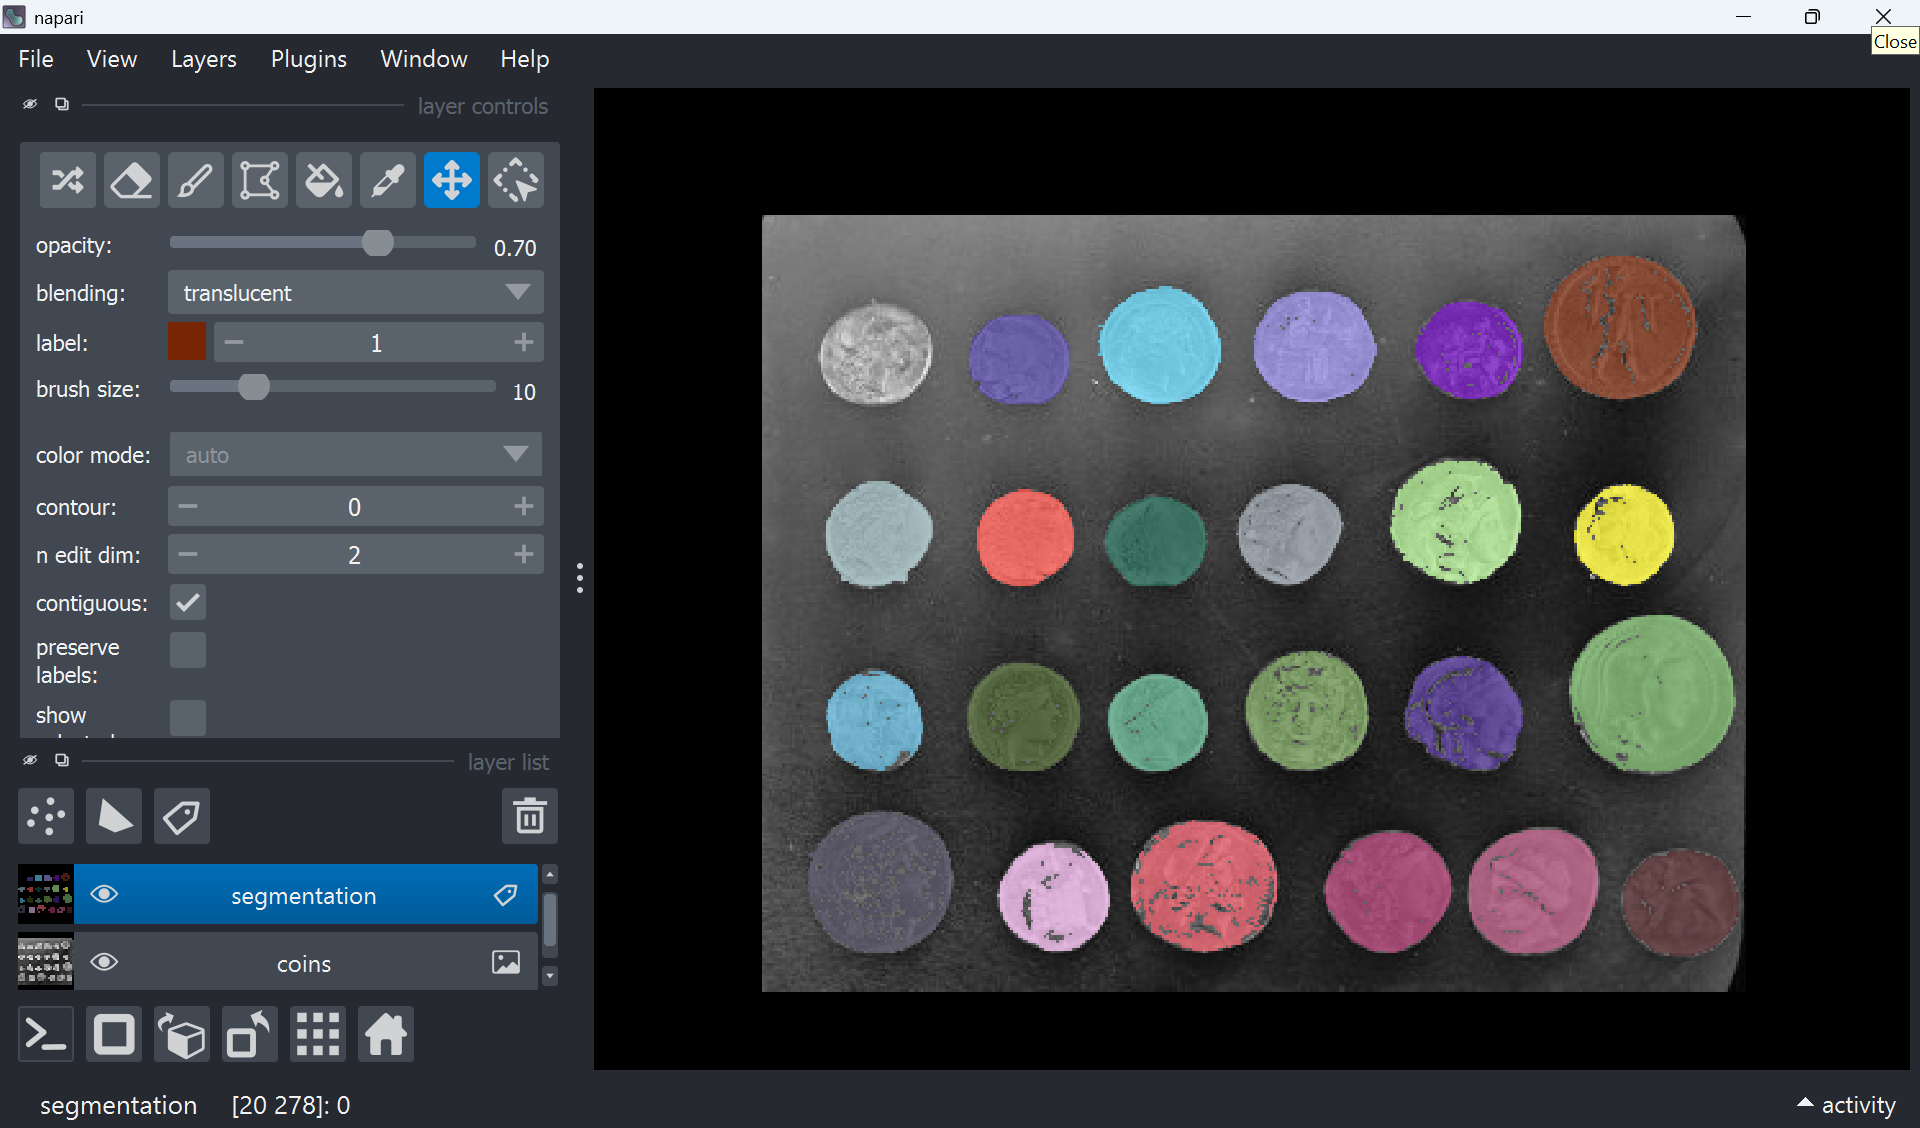 napari
Close
File View Layers Plugins Window Help
layer controls
opacity: 0.70
blending: translucent
label: 1
brush size: 10
color mode: auto
contour: 0
n edit dim: 2
contiguous:
preserve
labels:
show
layer list
segmentation
coins
segmentation [20 278]: 0
activity